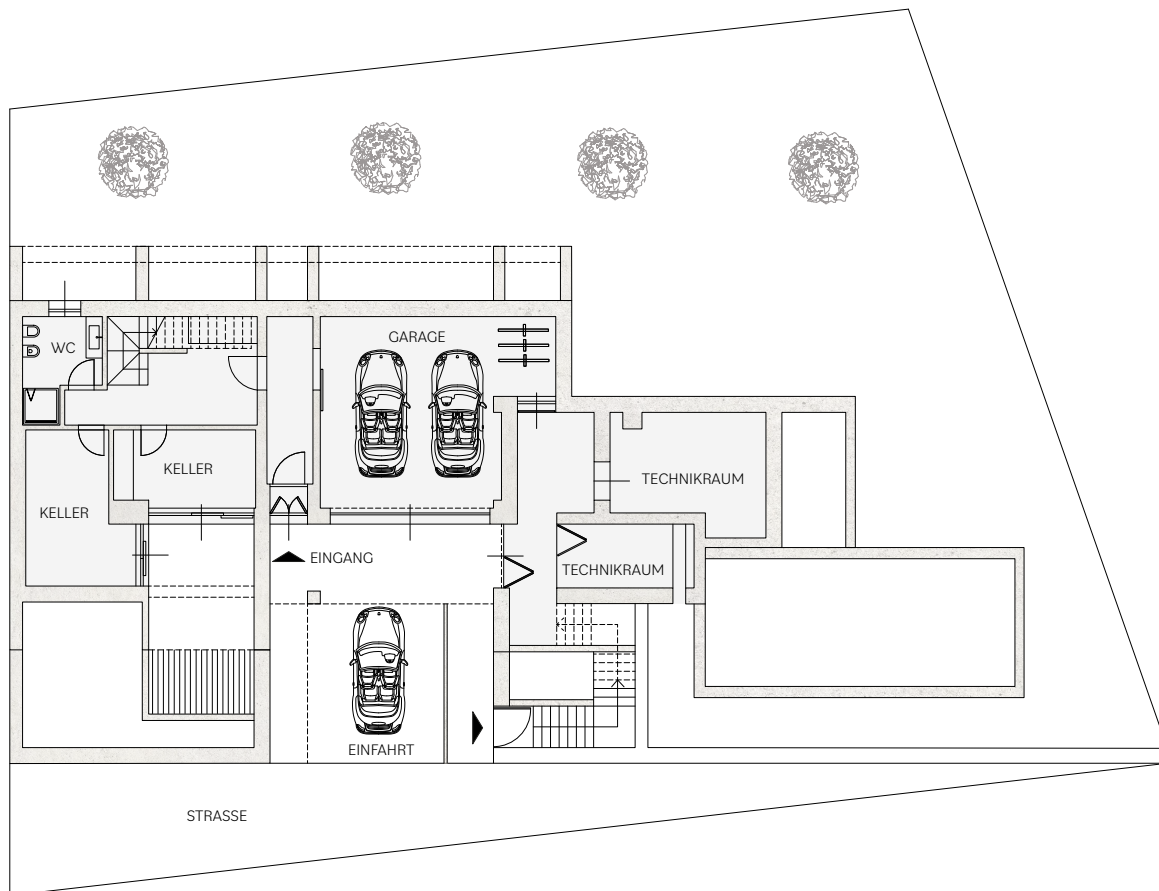 GARAGE
WC
KELLER
TECHNIKRAUM
KELLER
EINGANG
TECHNIKRAUM
EINFAHRT
STRASSE